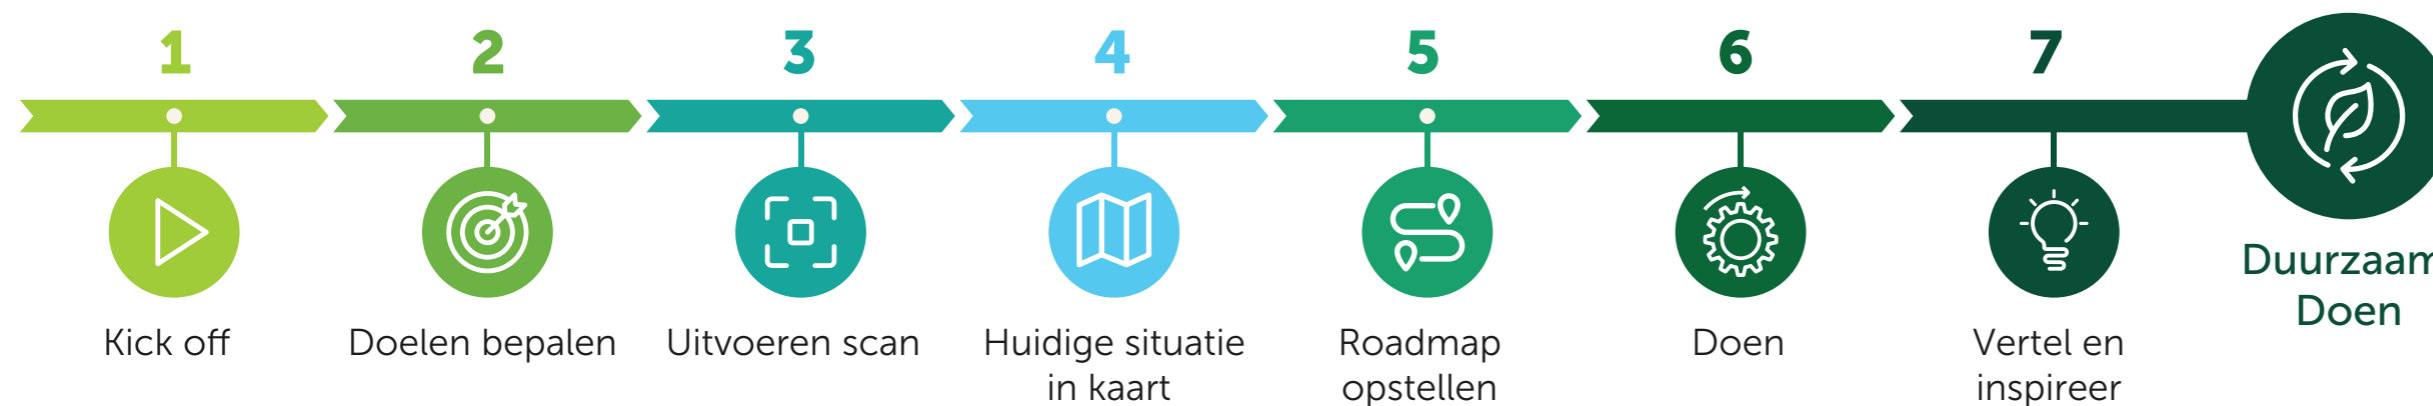 1
2
3
4
5
6
7
Kick off
Doelen bepalen
Uitvoeren scan
Huidige situatie
in kaart
Roadmap
opstellen
Doen
Vertel en
inspireer
Duurzaam
Doen